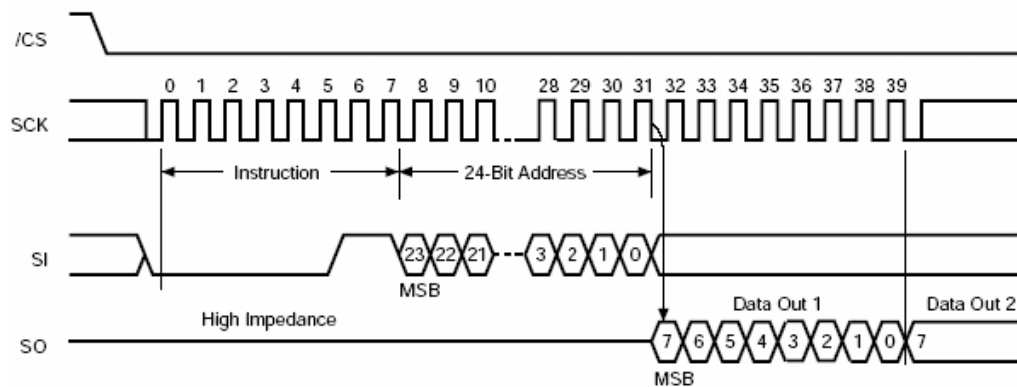 /CS
0 1 2 3 4 5 6 7 8 9 10 28 29 30 31 32 33 34 35 36 37 38 39
SCK
Instruction 24-Bit Address
SI 23 22 21 3 2 1 0
MSB
High Impedance Data Out 1 Data Out 2
SO 7 6 5 4 3 2 1 0 7
MSB